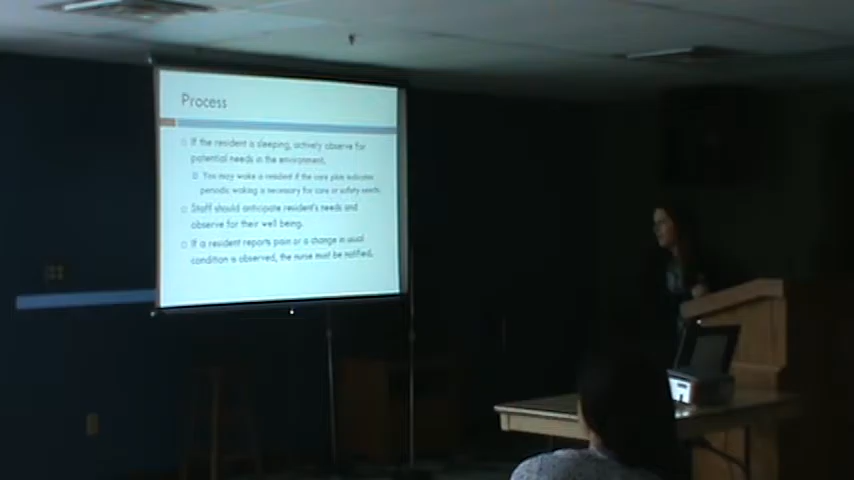 Process
If the resident is sleeping, actively observe for
potential needs in the environment.
You may wake a resident if the care plan indicates
periodic waking is necessary for care or safety needs.
Staff should anticipate resident's needs and
observe for their well being.
If a resident reports pain or a change in usual
condition is observed, the nurse must be notified.